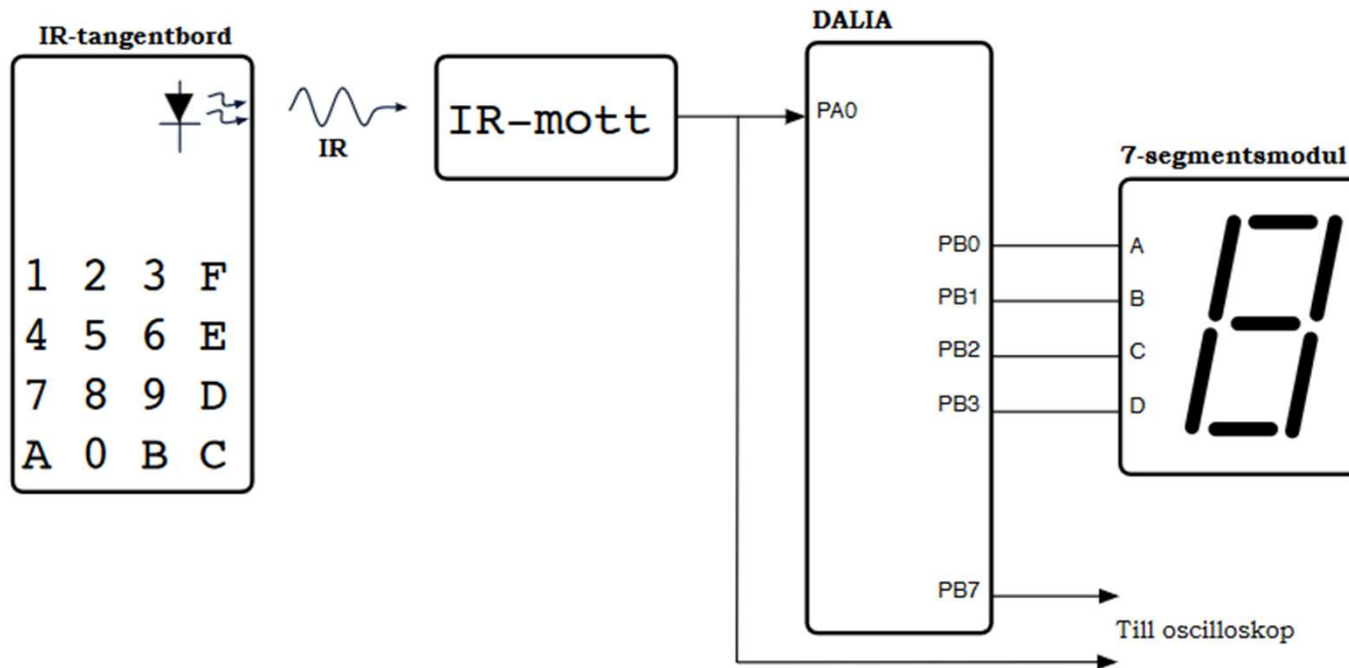 DALIA
IR-tangentbord
IR-mott
PA0
IR
7-segmentsmodul
1 2 3 F
4 5 6 E
7 8 9 D
A 0 B C
PB0
A
PB1
B
PB2
C
PB3
D
PB7
Till oscilloskop